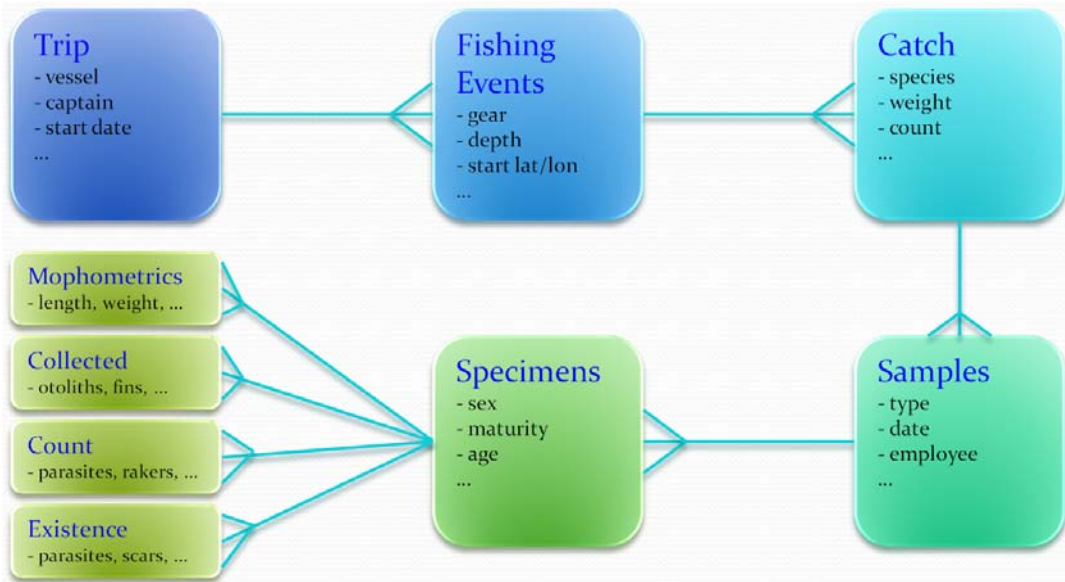 Trip
- vessel
- captain
- start date
...
Fishing
Events
- gear
- depth
- start lat/lon
...
Catch
- species
- weight
- count
...
Mophometrics
- length, weight, ...
Collected
- otoliths, fins, ...
Count
- parasites, rakers, ...
Existence
- parasites, scars, ...
Specimens
- sex
- maturity
- age
...
Samples
- type
- date
- employee
...